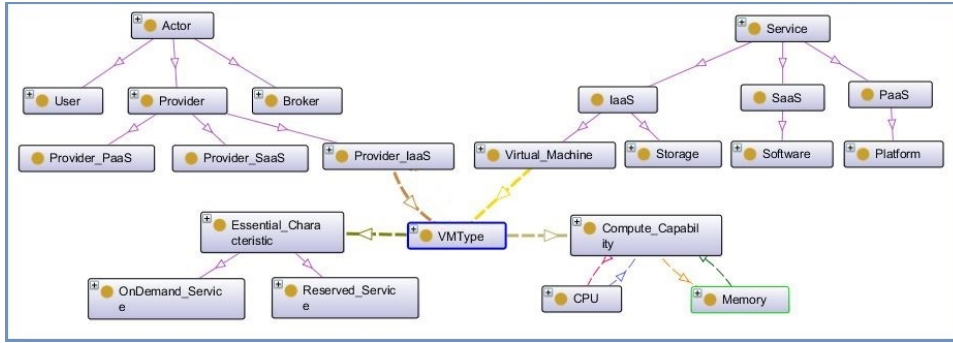 Actor
Service
User
Provider
Broker
IaaS
SaaS
PaaS
Provider_PaaS
Provider_SaaS
Provider_IaaS
Virtual_Machine
Storage
Software
Platform
Essential_Chara
cteristic
VMType
Compute_Capabil
ity
OnDemand_Servic
e
Reserved_Servic
e
CPU
Memory